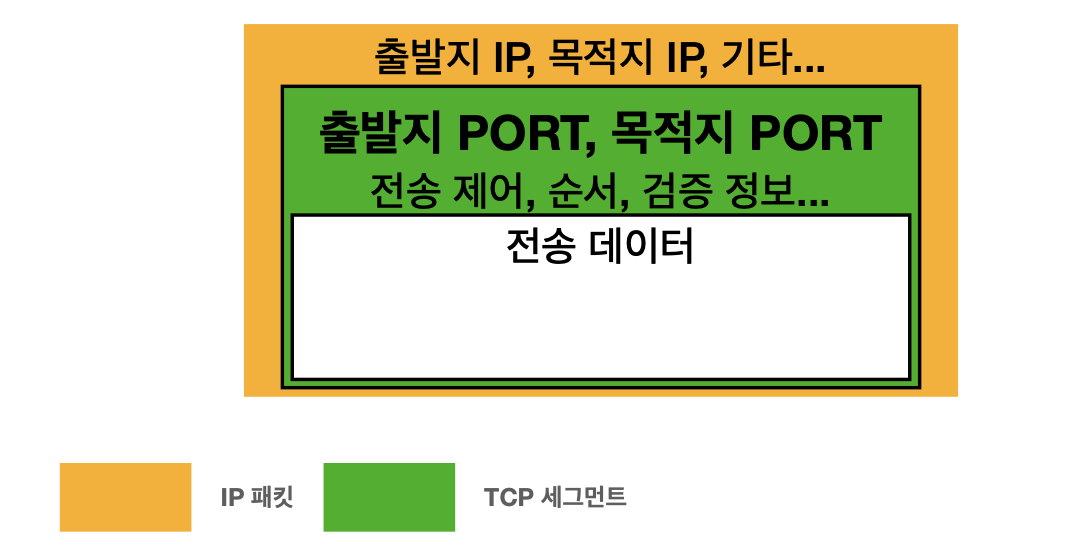 출발지 IP, 목적지 IP, 기타...
출발지 PORT, 목적지 PORT
전송 제어, 순서, 검증 정보...
전송 데이터
IP 패킷
TCP 세그먼트